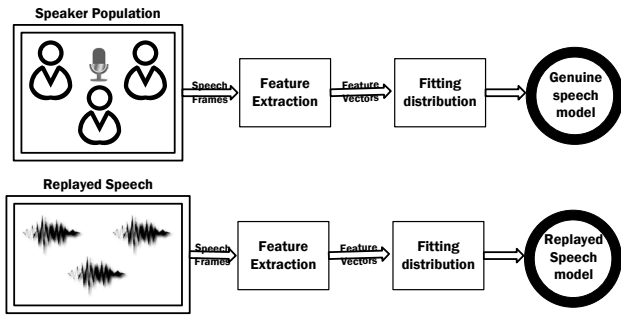 Speaker Population
Speech
Frames
Feature
Extraction
Feature
Vectors
Fitting
distribution
Genuine
speech
model
Replayed Speech
Speech
Frames
Feature
Extraction
Feature
Vectors
Fitting
distribution
Replayed
Speech
model